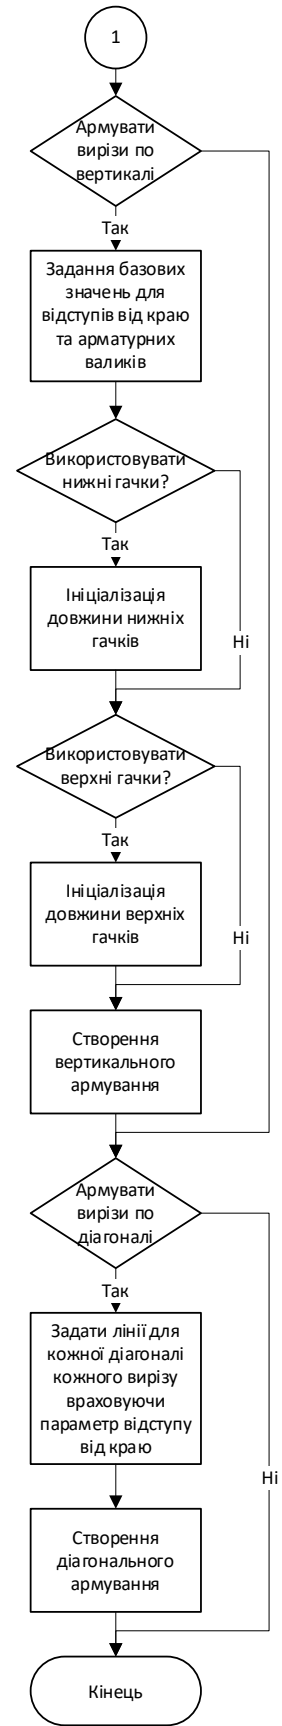 1
Армувати
вирізи по
вертикалі
Так
Задання базових
значень для
відступів від краю
та арматурних
валиків
Використовувати
нижні гачки?
Так
Ініціалізація
довжини нижніх
гачків
Ні
Використовувати
верхні гачки?
Так
Ініціалізація
довжини верхніх
гачків
Ні
Створення
вертикального
армування
Армувати
вирізи по
діагоналі
Так
Задати лінії для
кожної діагоналі
кожного вирізу
враховуючи
параметр відступу
від краю
Ні
Створення
діагонального
армування
Кінець